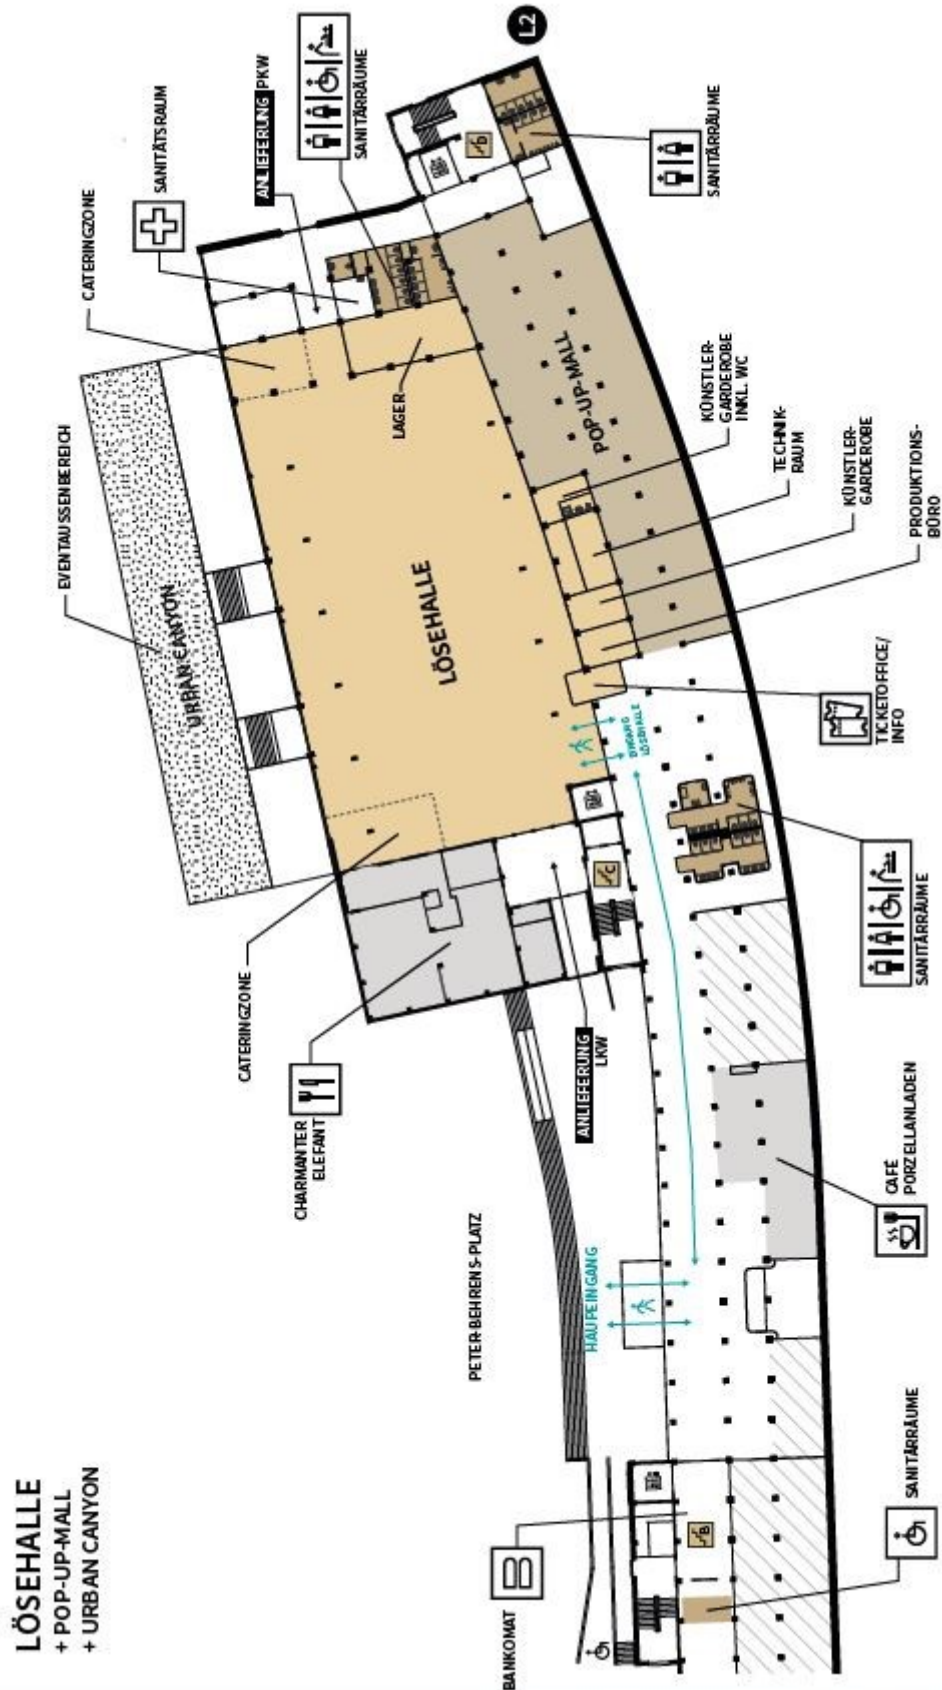 LÖSEHALLE
+ POP-UP-MALL
+ URBAN CANYON
BANKOMAT
B
SANITÄRRÄUME
PETER-BEHRENS-PLATZ
HAUPEINGANG
CAFÉ
PORZELLANLADEN
CHARMANTER
ELEFANT
ANLIEFERUNG
LKW
CATERINGZONE
C
SANITÄRRÄUME
EINGANG
LÖSEHALLE
TICKETOFFICE/
INFO
EVENTAUSSENBEREICH
URBAN CANYON
LÖSEHALLE
PRODUKTIONS-
BÜRO
KÜNSTLER-
GARDEROBE
TECHNIK-
RAUM
KÜNSTLER-
GARDEROBE
INKL. WC
POP-UP-MALL
LAGER
CATERINGZONE
SANITÄTSRAUM
ANLIEFERUNG PKW
SANITÄRRÄUME
D
SANITÄRRÄUME
L2